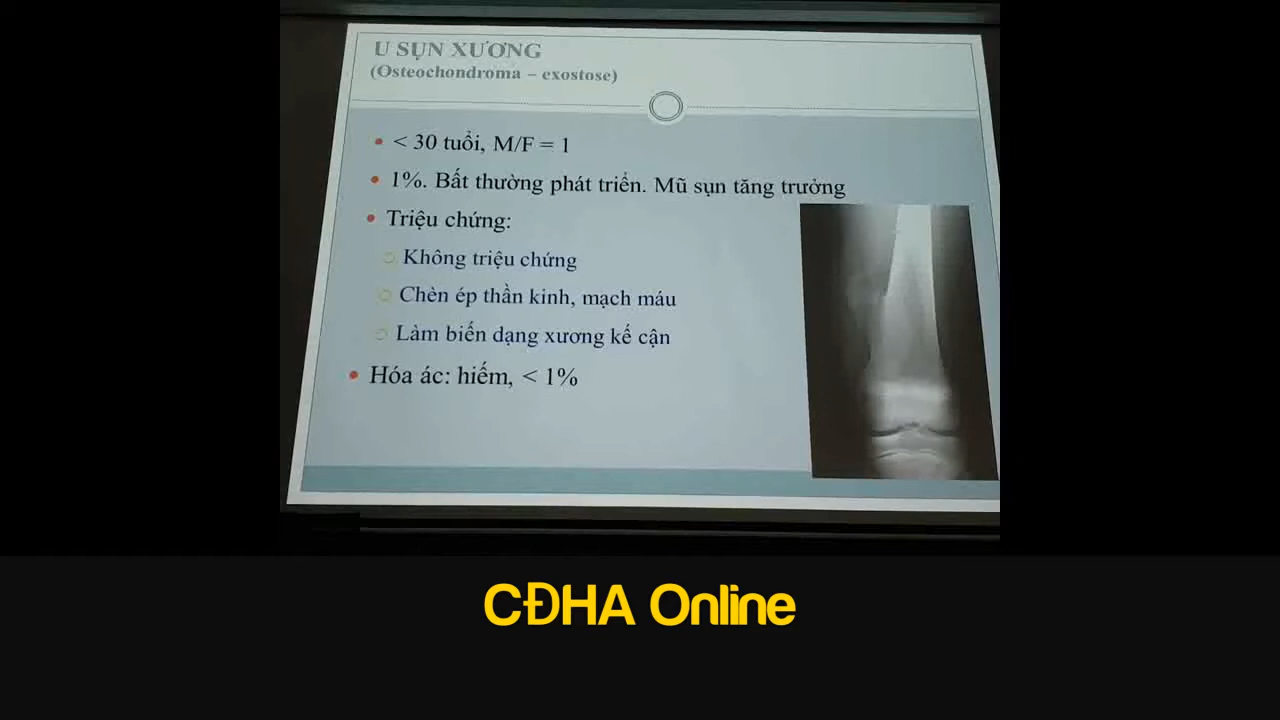 U SỤN XƯƠNG
(Osteochondroma – exostose)
< 30 tuổi, M/F = 1
1%. Bất thường phát triển. Mũ sụn tăng trưởng
Triệu chứng:
Không triệu chứng
Chèn ép thần kinh, mạch máu
Làm biến dạng xương kế cận
Hóa ác: hiếm, < 1%
CĐHA Online